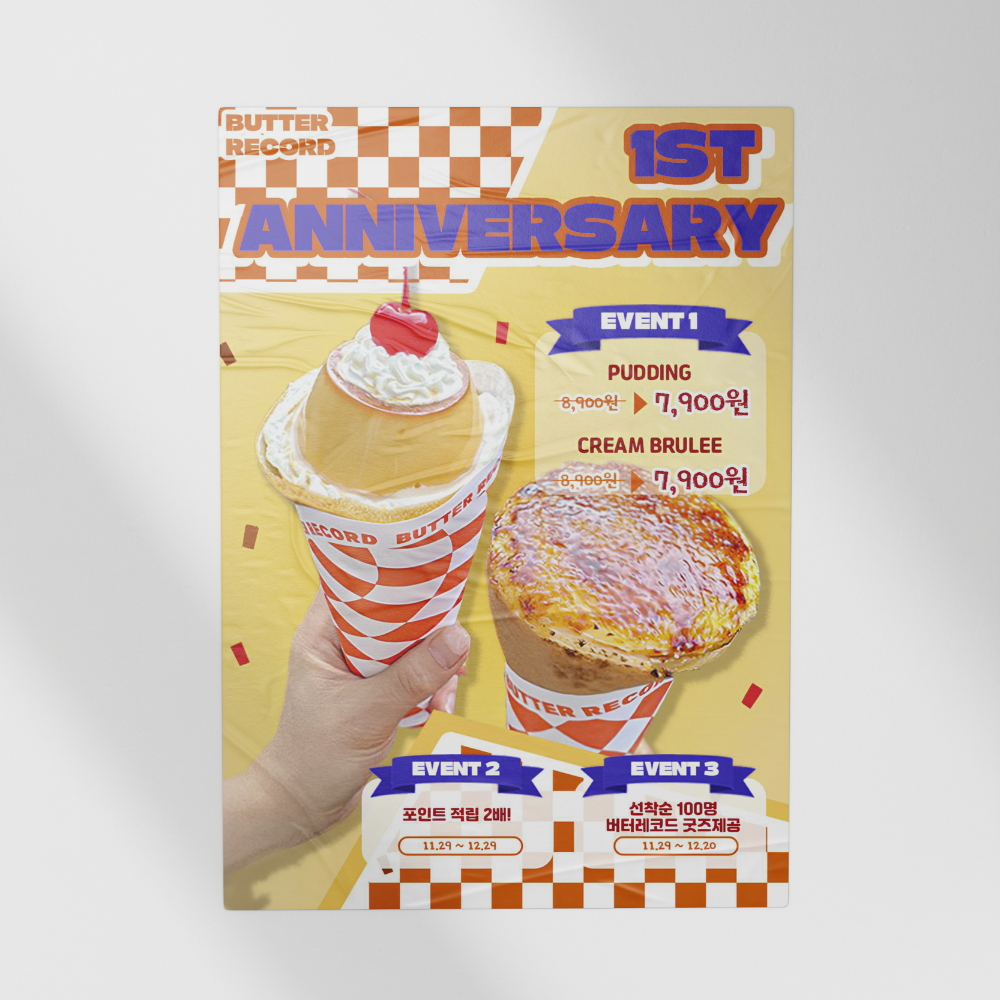 BUTTER
RECORD
1ST
ANNIVERSARY
EVENT 1
PUDDING
8,900원 ▶ 7,900원
CREAM BRULEE
8,900원 ▶ 7,900원
RECORD BUTTER RE
BUTTER RECOR
EVENT 2
포인트 적립 2배!
11.29 ~ 12.29
EVENT 3
선착순 100명
버터레코드 굿즈제공
11.29 ~ 12.20